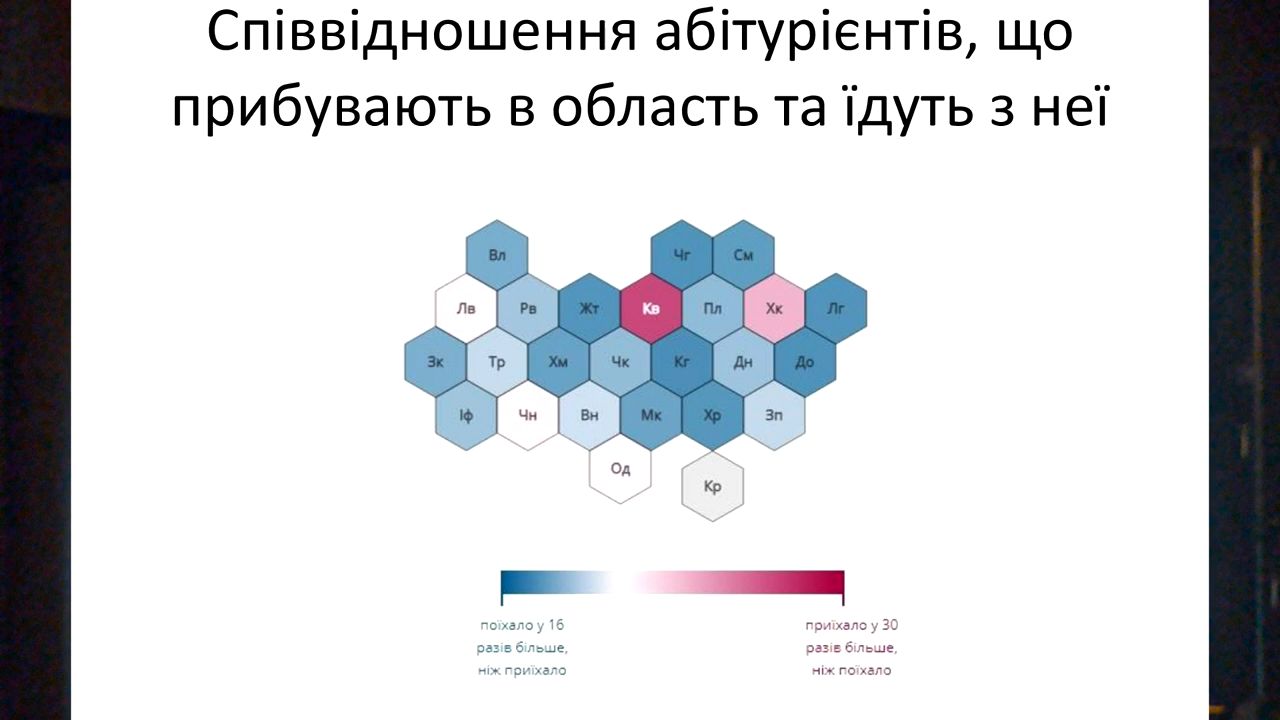 Співвідношення абітурієнтів, що
прибувають в область та їдуть з неї
Вл Чг См
Лв Рв Жт Кв Пл Хк Лг
Зк Тр Хм Чк Кг Дн До
Іф Чн Вн Мк Хр Зп
Од
Кр
поїхало у 16
разів більше,
ніж приїхало
приїхало у 30
разів більше,
ніж поїхало